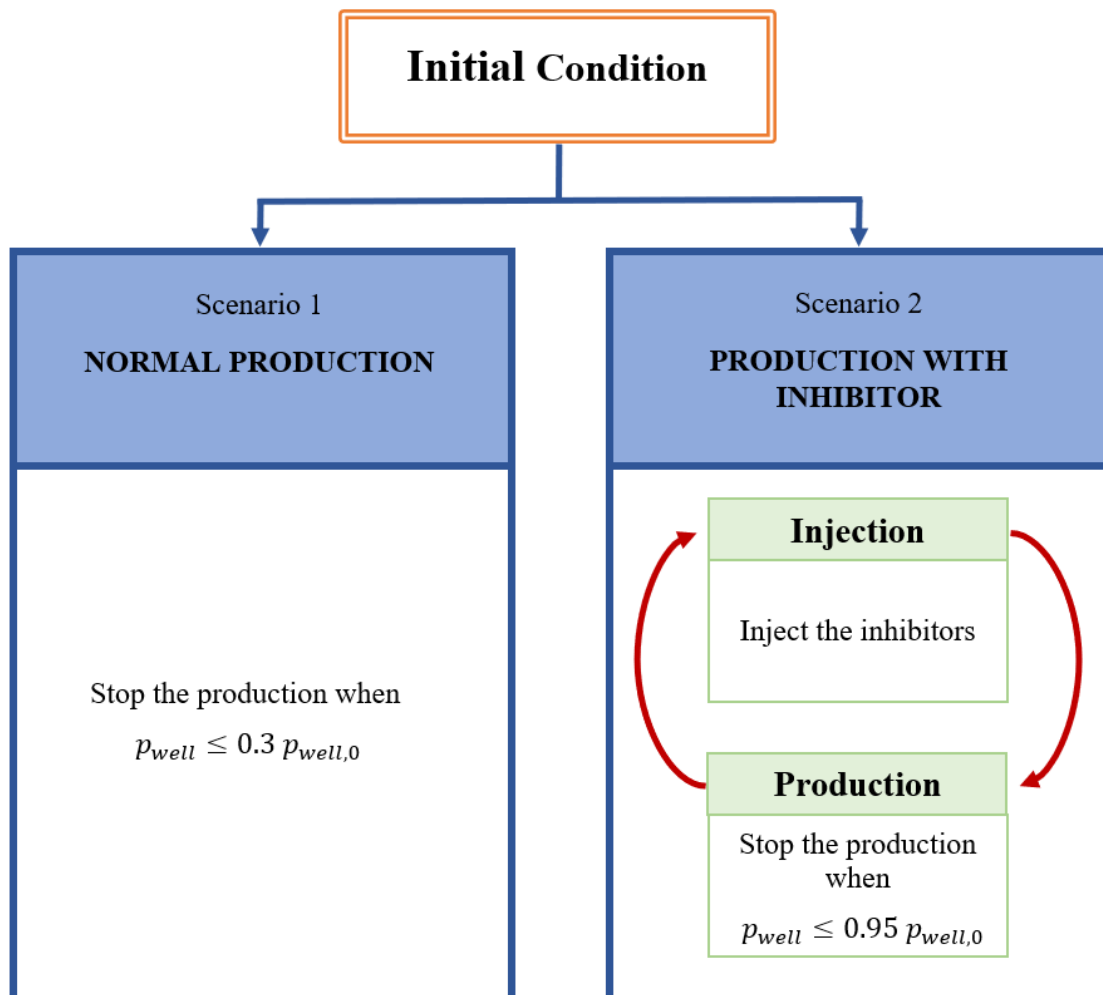 Initial Condition
Scenario 1
NORMAL PRODUCTION
Stop the production when
p_well ≤ 0.3 p_well,0
Scenario 2
PRODUCTION WITH
INHIBITOR
Injection
Inject the inhibitors
Production
Stop the production
when
p_well ≤ 0.95 p_well,0